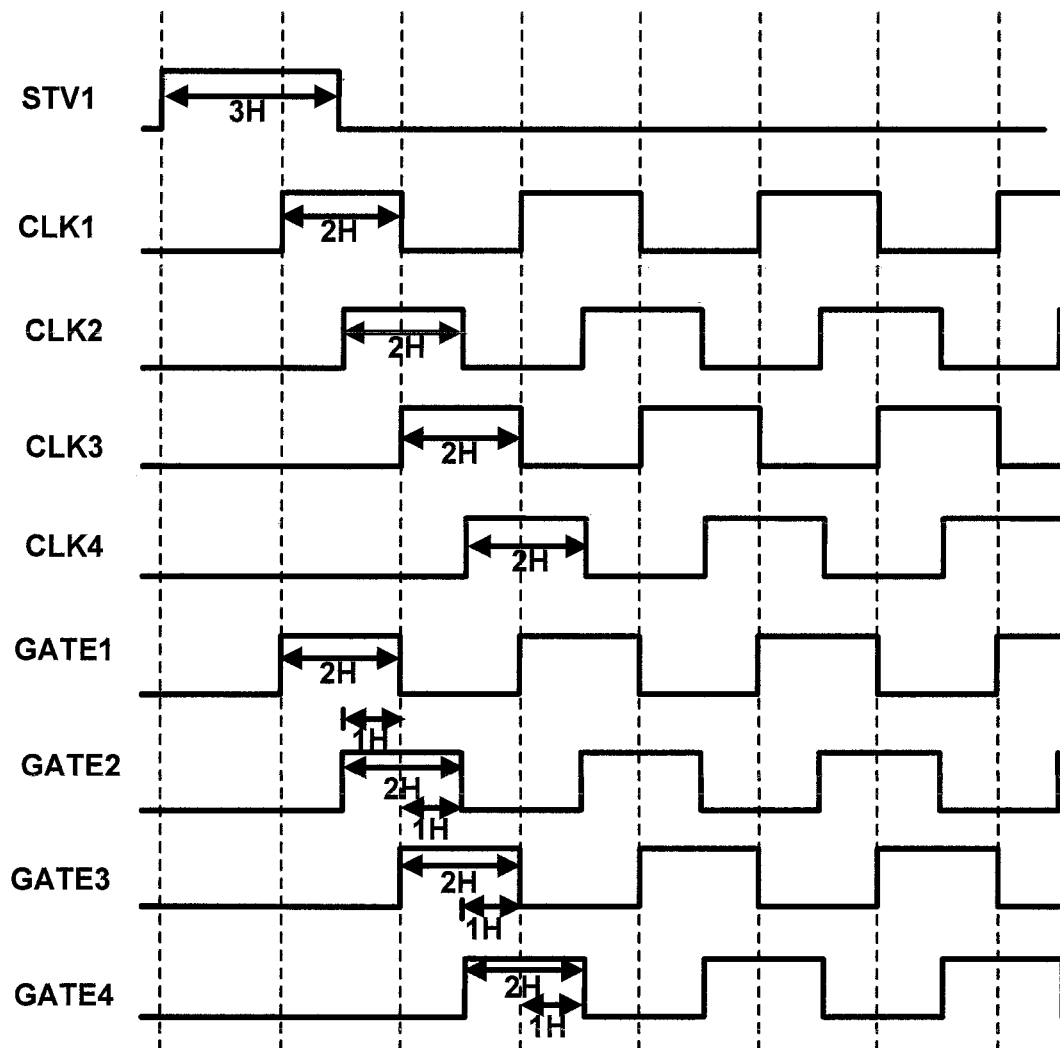 STV1
3H
CLK1
2H
CLK2
2H
CLK3
2H
CLK4
2H
GATE1
2H
1H
GATE2
2H
1H
GATE3
2H
1H
GATE4
2H
1H